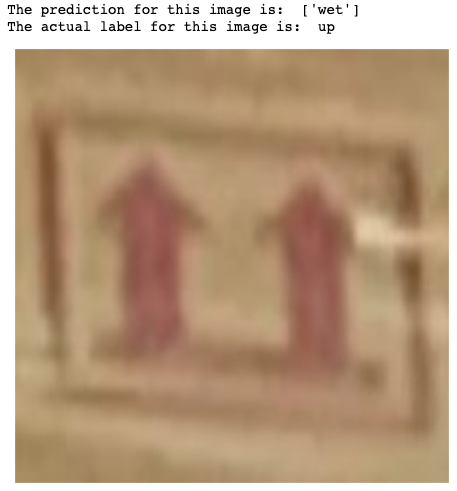 The prediction for this image is:  ['wet']
The actual label for this image is:  up